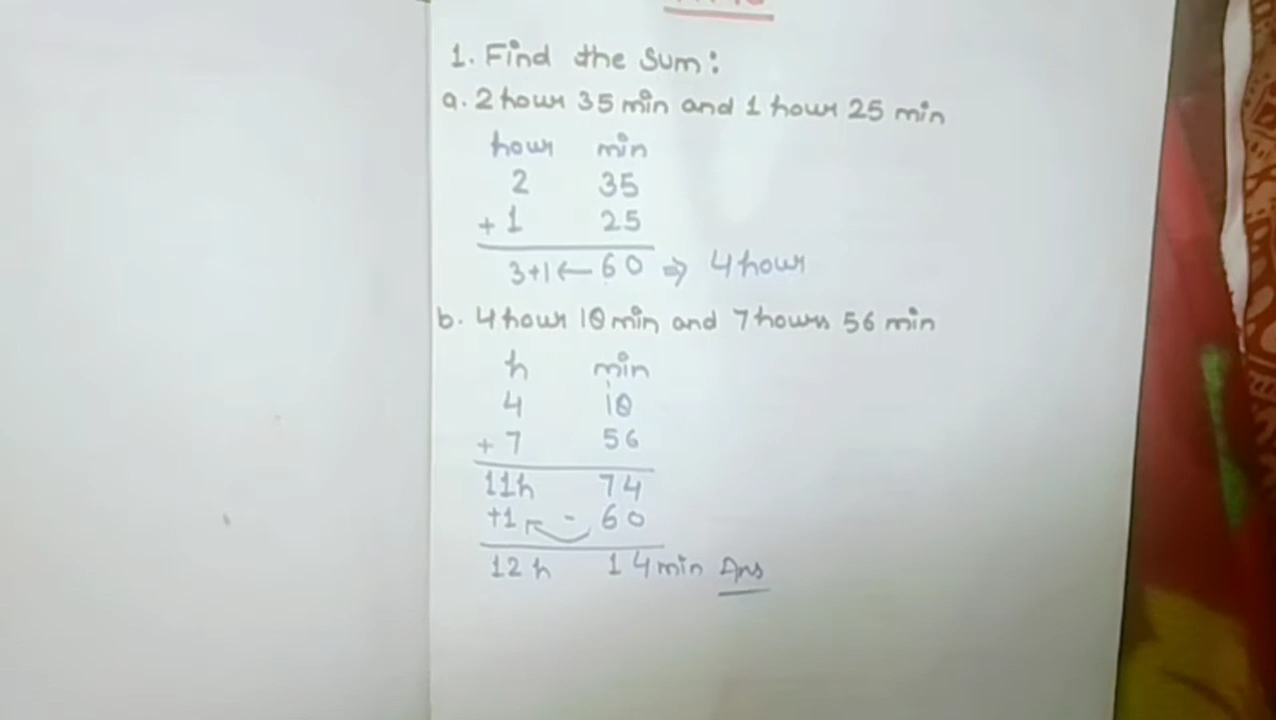 1. Find the Sum:
a. 2 hour 35 min and 1 hour 25 min
hour min
2 35
+ 1 25
3+1 ← 60 ⇒ 4 hour
b. 4 hour 10 min and 7 hours 56 min
h min
4 10
+ 7 56
11h 74
+1 - 60
12 h 14 min Ans